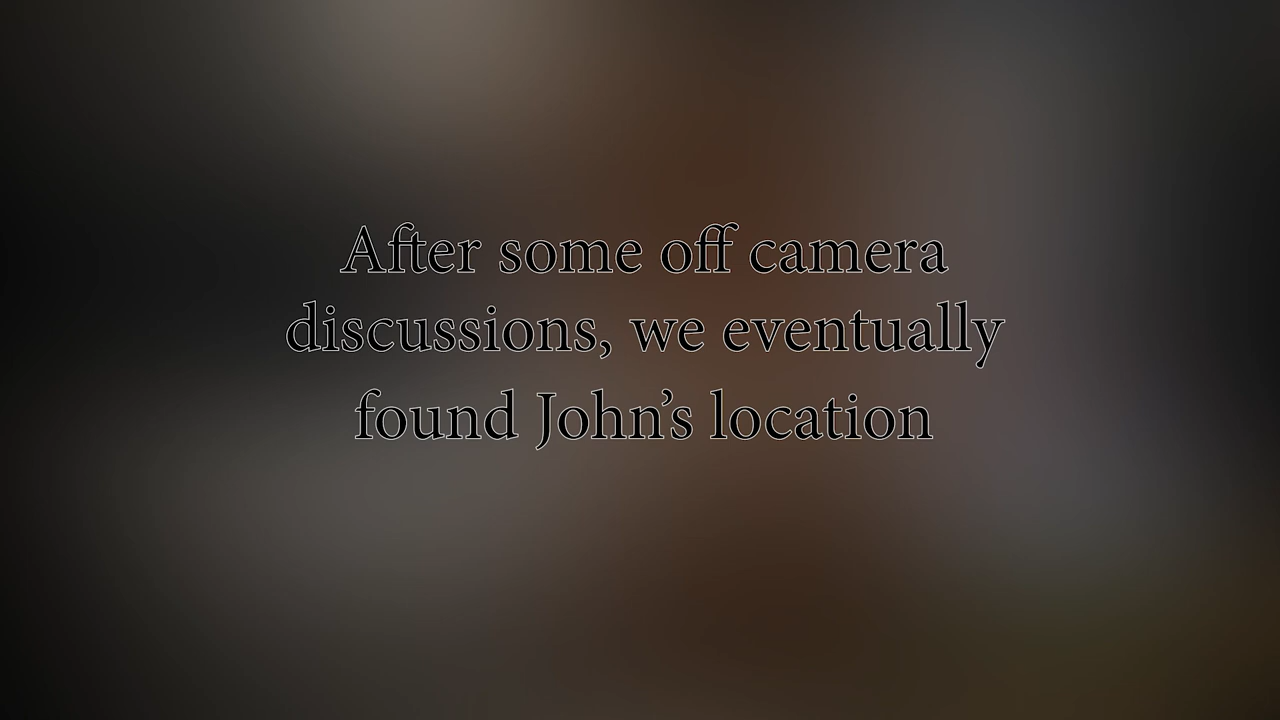 After some off camera
discussions, we eventually
found John’s location